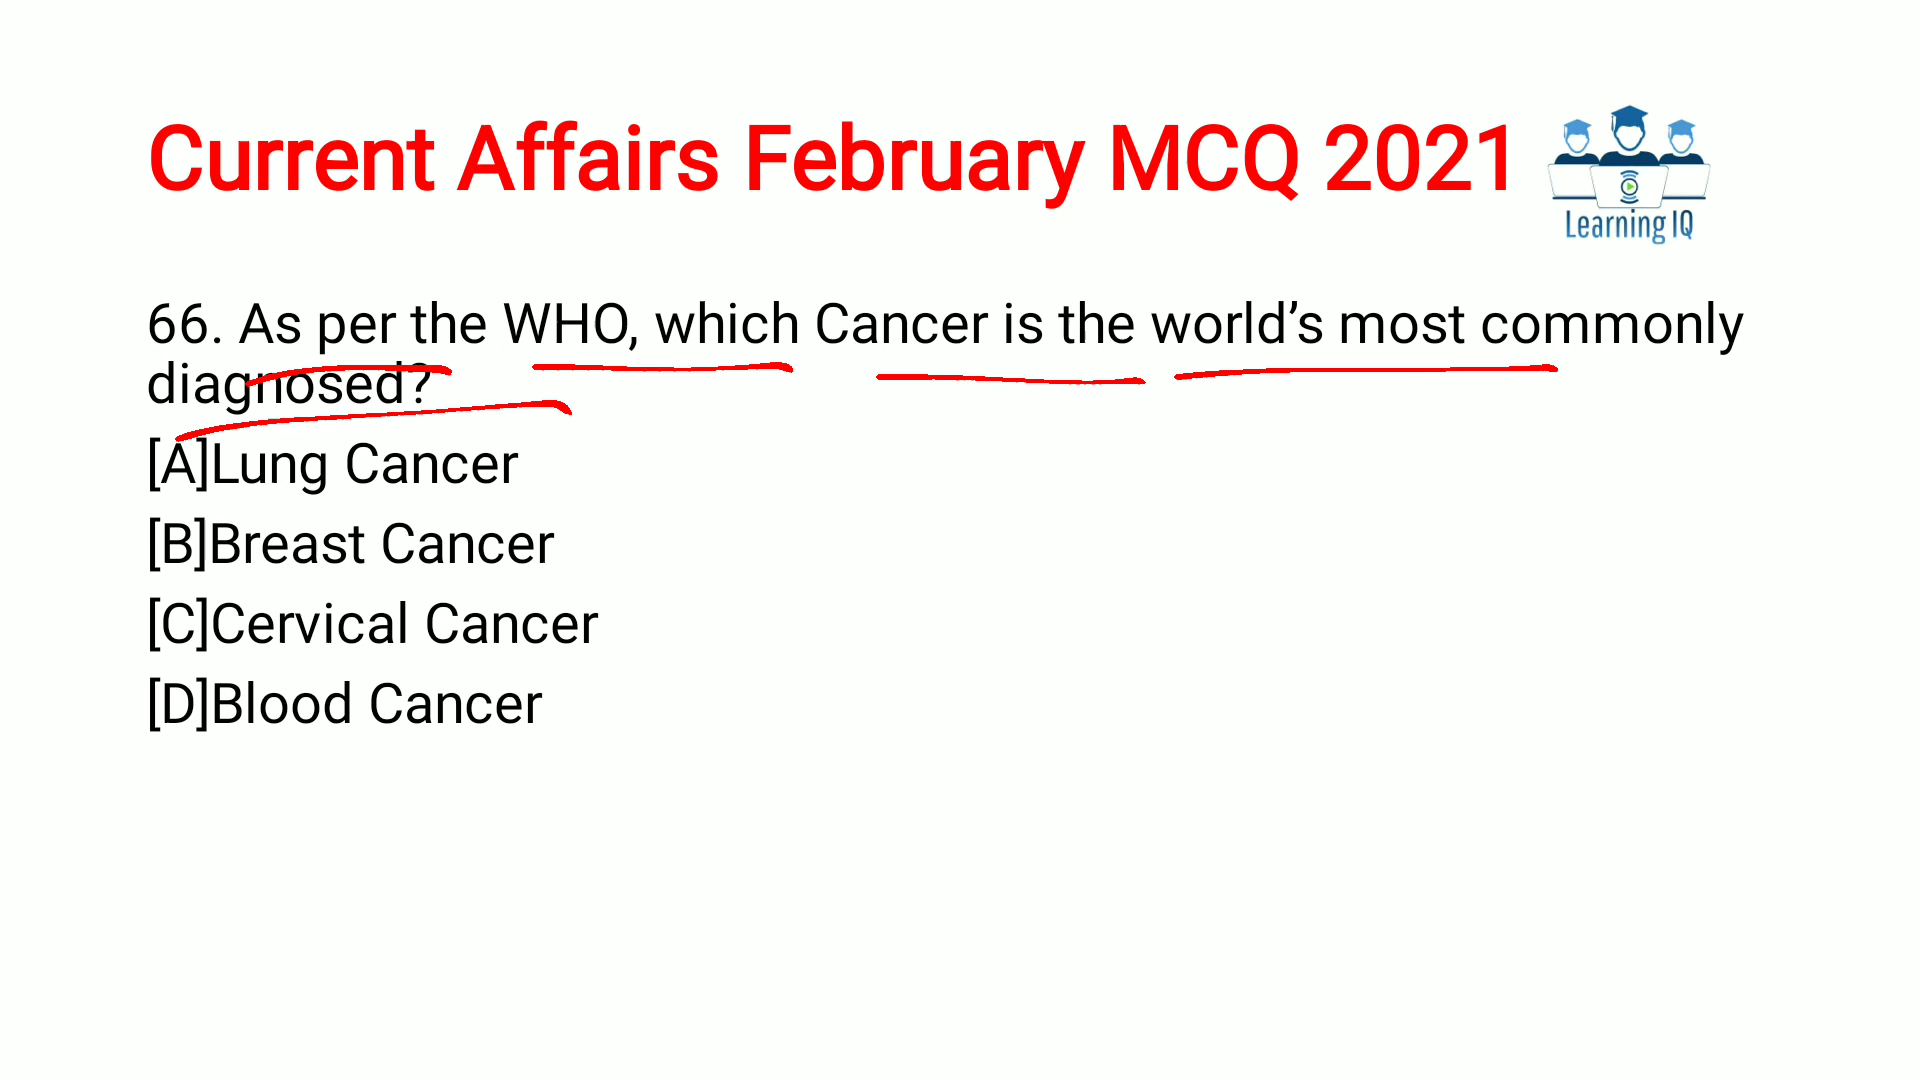 Current Affairs February MCQ 2021
Learning IQ
66. As per the WHO, which Cancer is the world’s most commonly
diagnosed?
[A]Lung Cancer
[B]Breast Cancer
[C]Cervical Cancer
[D]Blood Cancer